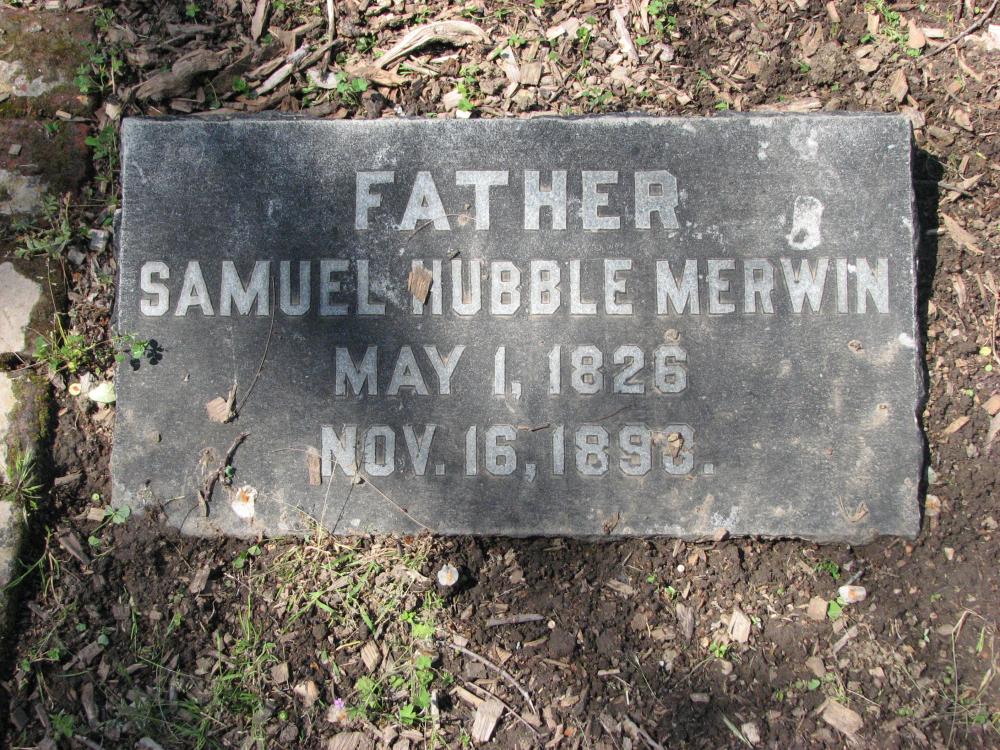 FATHER
SAMUEL HUBBLE MERWIN
MAY 1, 1826
NOV. 16, 1893.